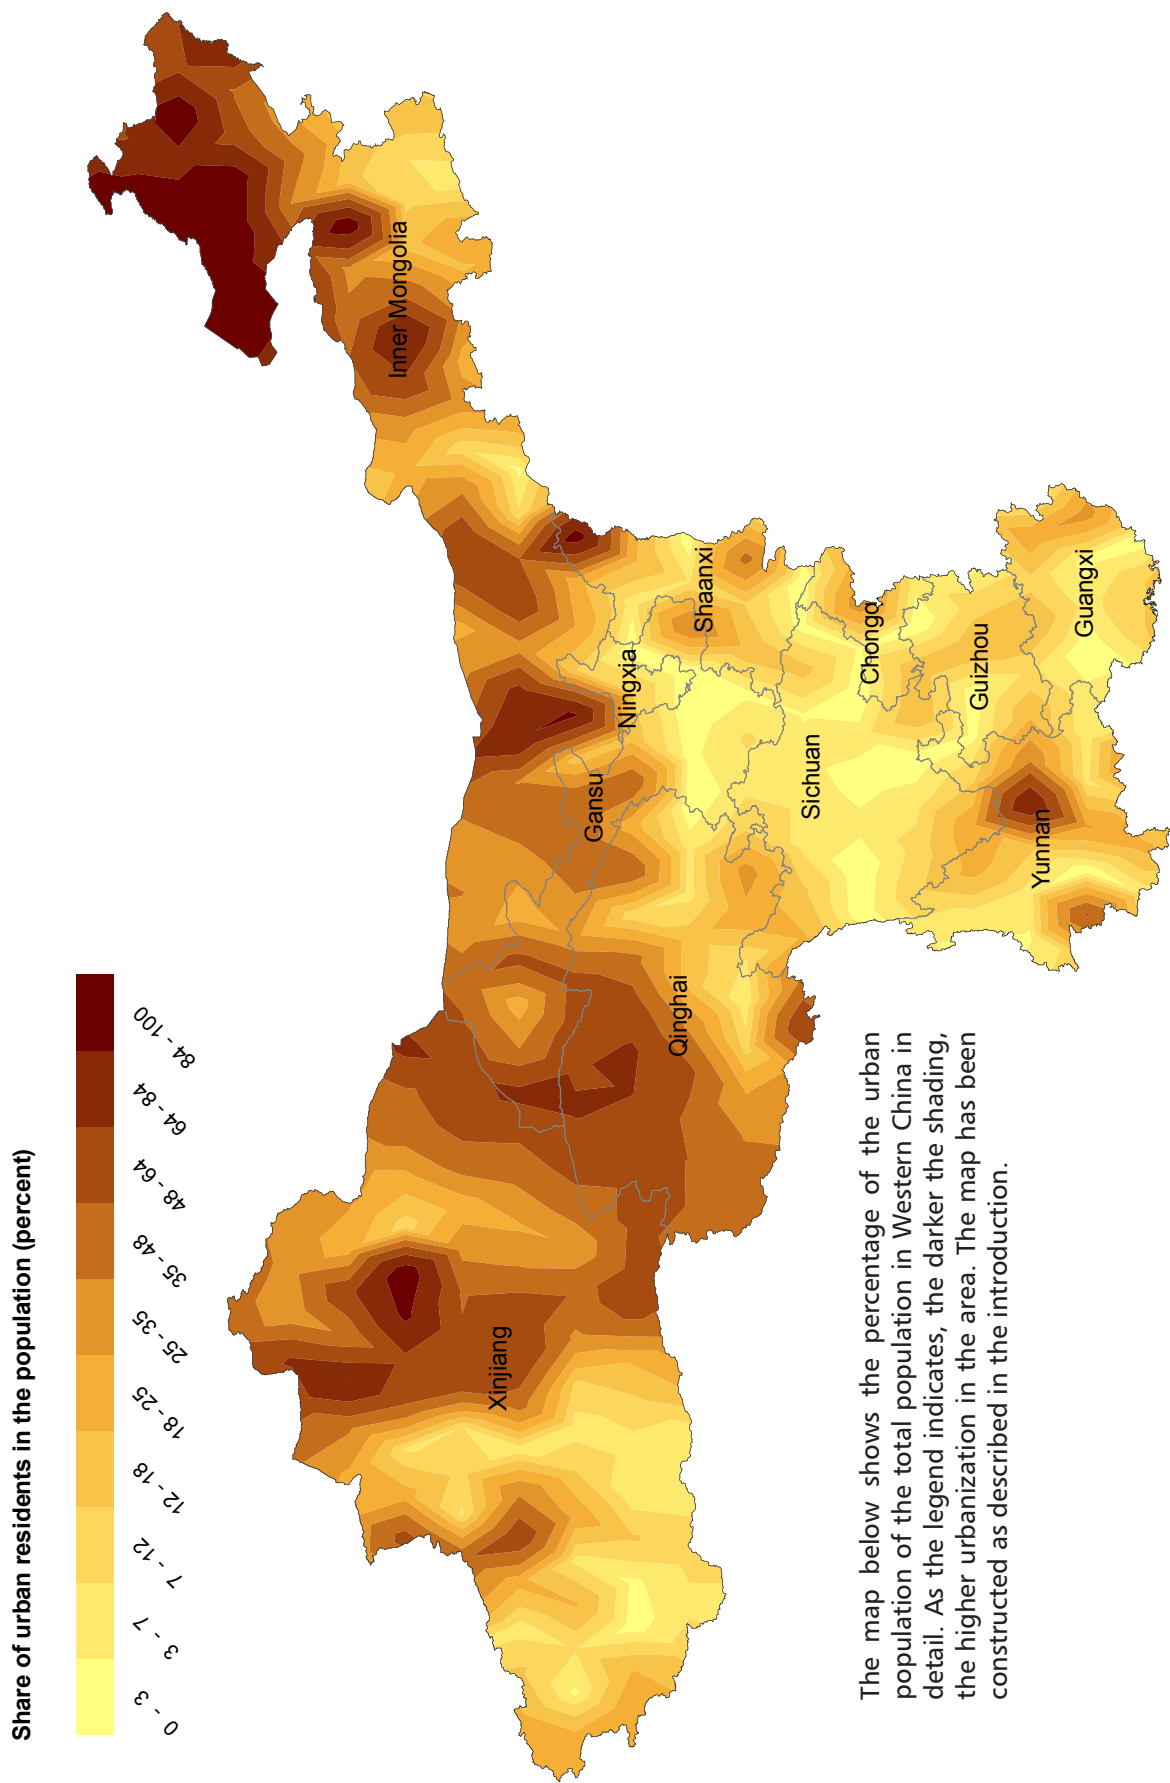 Share of urban residents in the population (percent)
0 - 3
3 - 7
7 - 12
12 - 18
18 - 25
25 - 35
35 - 48
48 - 64
64 - 84
84 - 100
Inner Mongolia
Xinjiang
Gansu
Ningxia
Qinghai
Shaanxi
Sichuan
Chongq
Guizhou
Yunnan
Guangxi
The map below shows the percentage of the urban
population of the total population in Western China in
detail. As the legend indicates, the darker the shading,
the higher urbanization in the area. The map has been
constructed as described in the introduction.